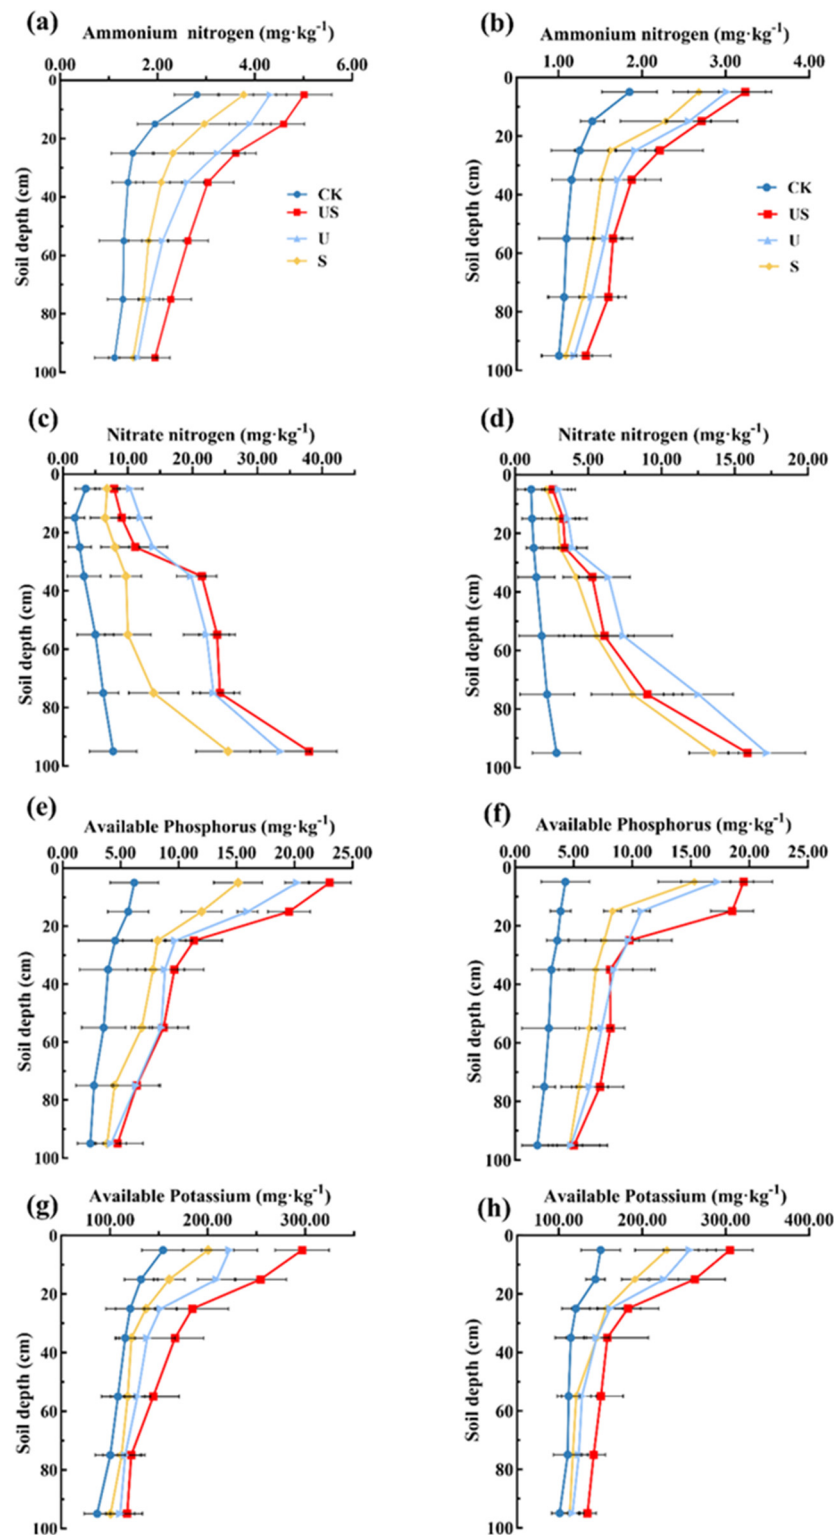 (a)
Ammonium nitrogen (mg·kg-1)
0.00 2.00 4.00 6.00
0
20
40
60
80
100
Soil depth (cm)
CK
US
U
S
(b)
Ammonium nitrogen (mg·kg-1)
1.00 2.00 3.00 4.00
0
20
40
60
80
100
Soil depth (cm)
CK
US
U
S
(c)
Nitrate nitrogen (mg·kg-1)
0.00 10.00 20.00 30.00 40.00
0
20
40
60
80
100
Soil depth (cm)
(d)
Nitrate nitrogen (mg·kg-1)
0.00 5.00 10.00 15.00 20.00
0
20
40
60
80
100
Soil depth (cm)
(e)
Available Phosphorus (mg·kg-1)
0.00 5.00 10.00 15.00 20.00 25.00
0
20
40
60
80
100
Soil depth (cm)
(f)
Available Phosphorus (mg·kg-1)
0.00 5.00 10.00 15.00 20.00 25.00
0
20
40
60
80
100
Soil depth (cm)
(g)
Available Potassium (mg·kg-1)
100.00 200.00 300.00
0
20
40
60
80
100
Soil depth (cm)
(h)
Available Potassium (mg·kg-1)
100.00 200.00 300.00 400.00
0
20
40
60
80
100
Soil depth (cm)